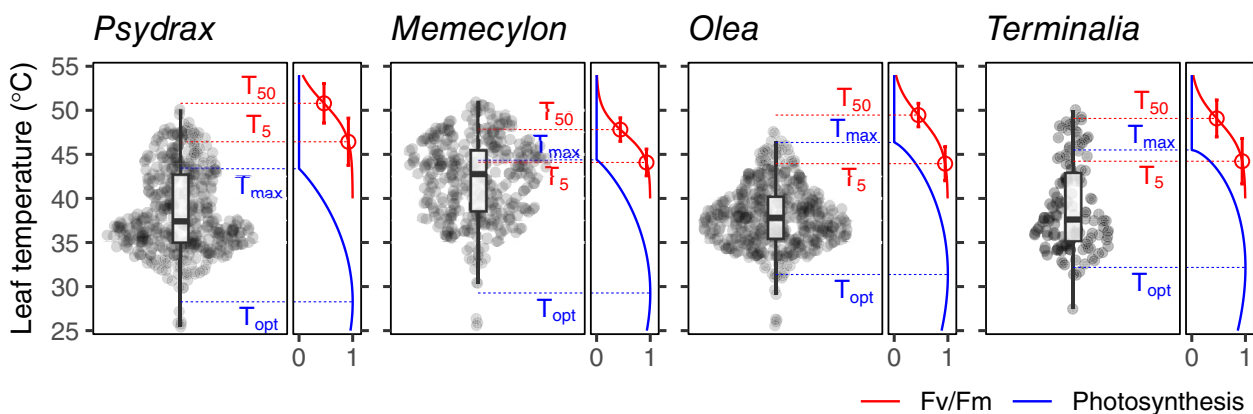 Psydrax Memecylon Olea Terminalia
Leaf temperature (°C)
55
50
45
40
35
30
25
T50
T5
Tmax
Topt
T50
Tmax
T5
Topt
T50
Tmax
T5
Topt
T50
Tmax
T5
Topt
0 1 0 1 0 1 0 1
Fv/Fm Photosynthesis